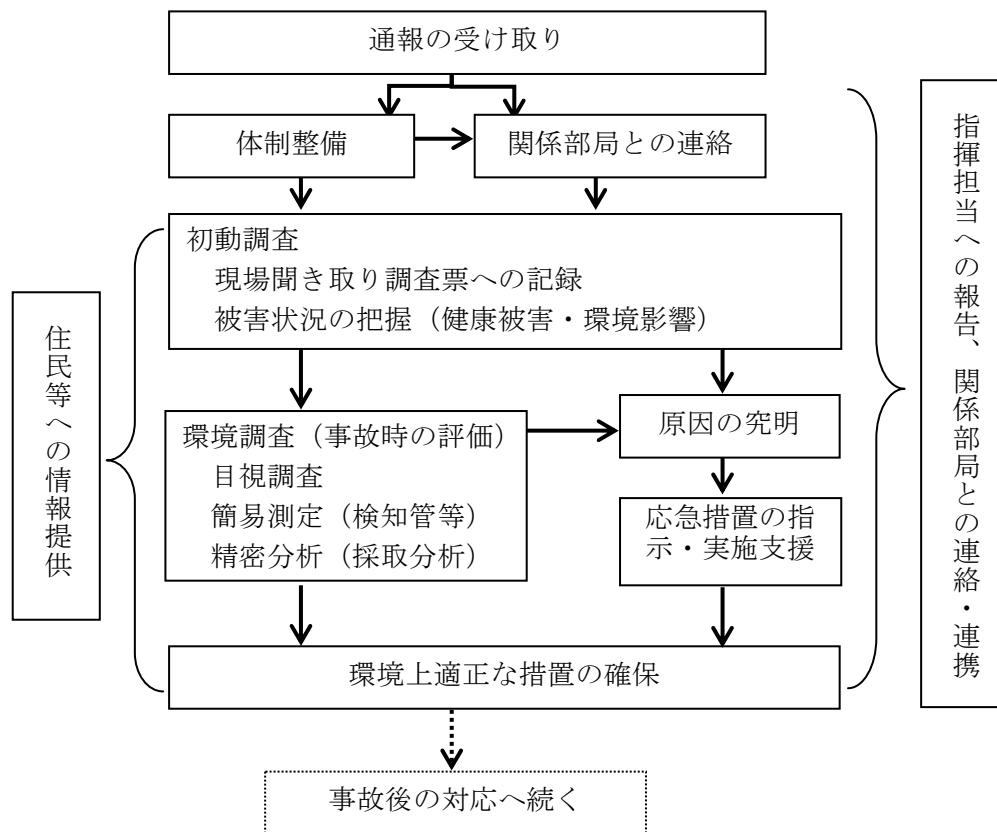 通報の受け取り
体制整備
関係部局との連絡
初動調査
現場聞き取り調査票への記録
被害状況の把握（健康被害・環境影響）
環境調査（事故時の評価）
目視調査
簡易測定（検知管等）
精密分析（採取分析）
原因の究明
応急措置の指
示・実施支援
環境上適正な措置の確保
事故後の対応へ続く
住民等への情報提供
指揮担当への報告、関係部局との連絡・連携